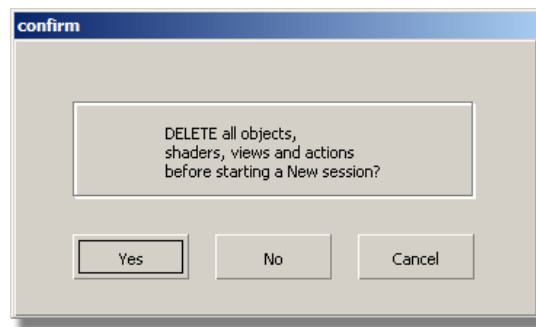 confirm
DELETE all objects,
shaders, views and actions
before starting a New session?
Yes No Cancel